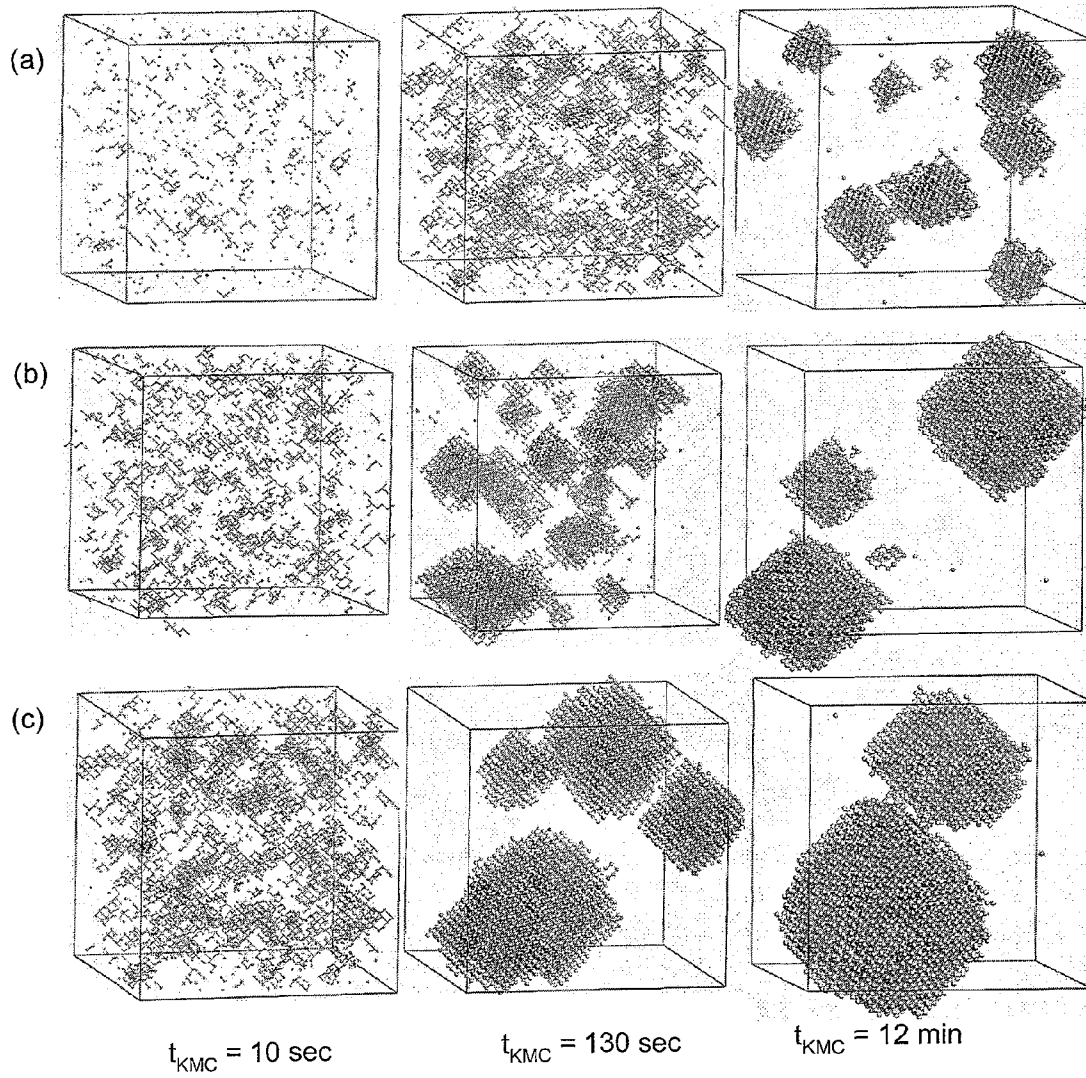 (a)
(b)
(c)
t_KMC = 10 sec
t_KMC = 130 sec
t_KMC = 12 min